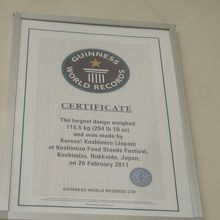 GUINNESS
WORLD RECORDS
CERTIFICATE
The largest dango weighed
115.5 kg (254 lb 10 oz)
and was made by
Korezo! Koshimizu (Japan)
at Koshimizu Food Stands Festival,
Koshimizu, Hokkaido, Japan,
on 26 February 2011
GUINNESS WORLD RECORDS LTD